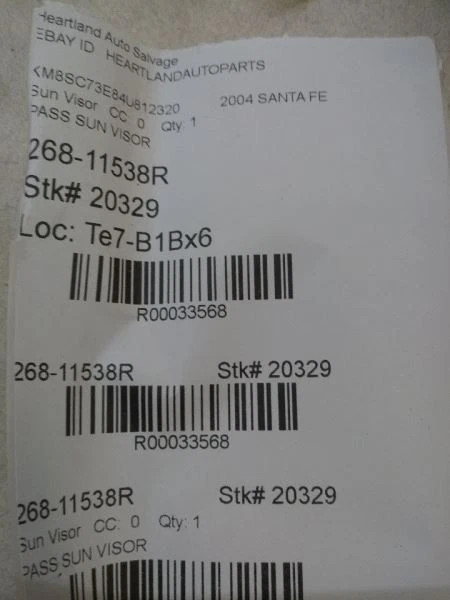 Heartland Auto Salvage
EBAY ID HEARTLANDAUTOPARTS
KM8SC73E84U812320 2004 SANTA FE
Sun Visor CC: 0 Qty: 1
PASS SUN VISOR
268-11538R
Stk# 20329
Loc: Te7-B1Bx6
R00033568
268-11538R Stk# 20329
R00033568
268-11538R Stk# 20329
Sun Visor CC: 0 Qty: 1
PASS SUN VISOR